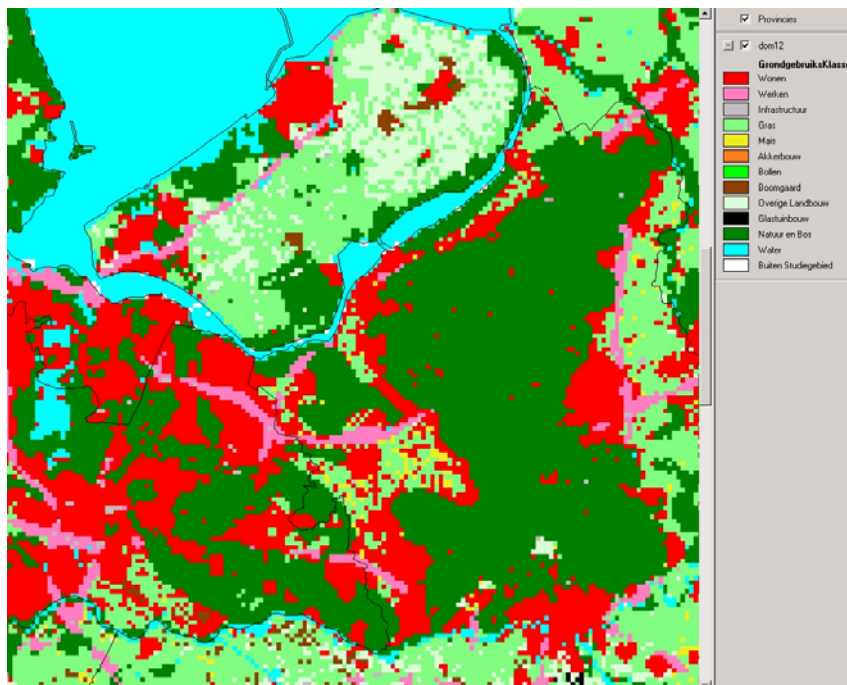 Provincies
dom12
GrondgebruiksKlasse
Wonen
Werken
Infrastructuur
Gras
Mais
Akkerbouw
Bollen
Boomgaard
Overige Landbouw
Glastuinbouw
Natuur en Bos
Water
Buiten Studiegebied